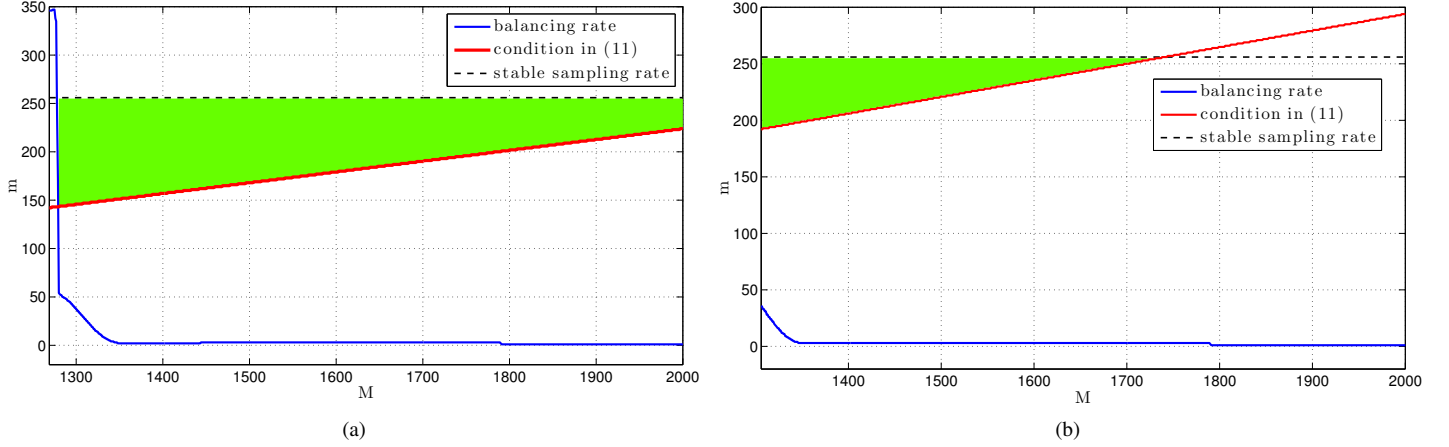 350
300
250
200
150
100
50
0
m
1300
1400
1500
1600
1700
1800
1900
2000
M
balancing rate
condition in (11)
stable sampling rate
(a)
300
250
200
150
100
50
0
m
1400
1500
1600
1700
1800
1900
2000
M
balancing rate
condition in (11)
stable sampling rate
(b)